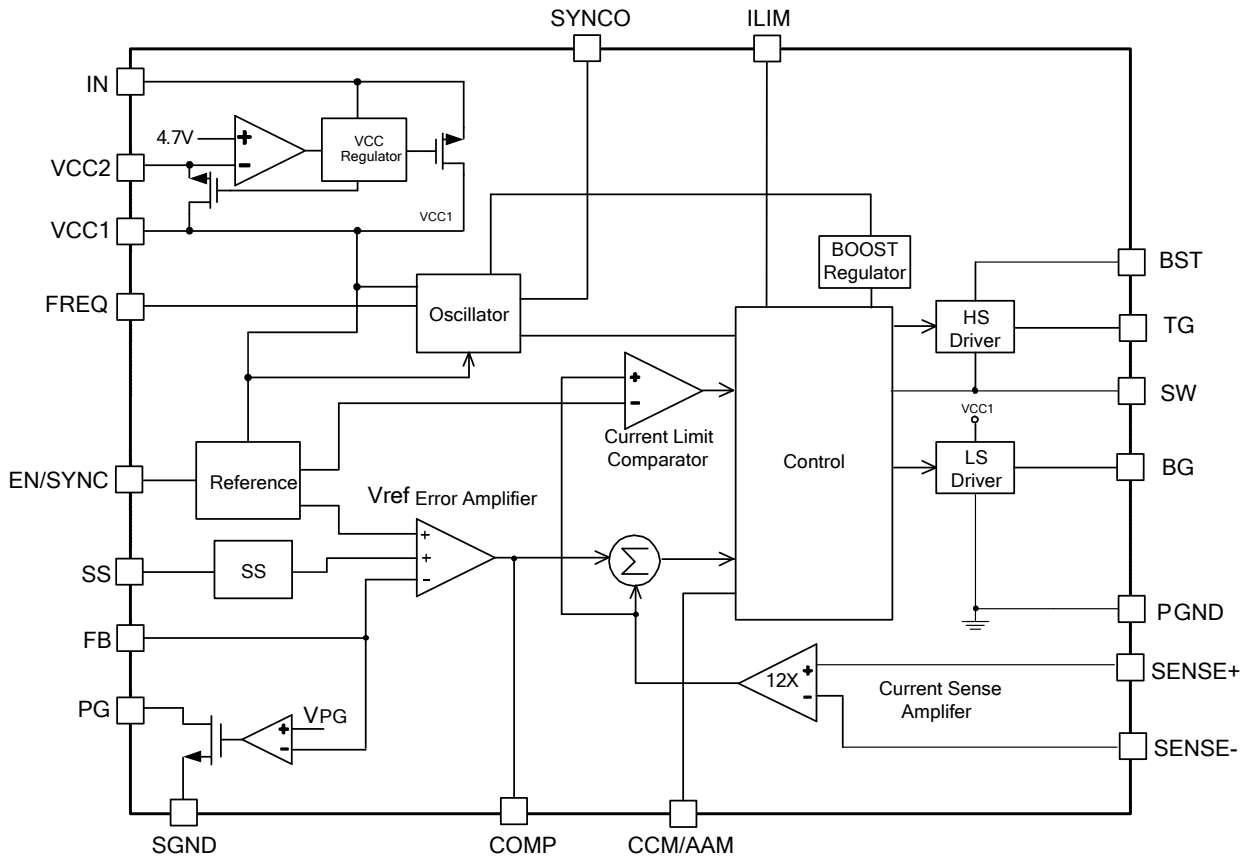 SYNCO
ILIM
IN
4.7V
+
-
VCC
Regulator
VCC2
VCC1
VCC1
BOOST
Regulator
BST
FREQ
Oscillator
HS
Driver
TG
+
-
SW
Current Limit
Comparator
VCC1
Control
LS
Driver
BG
EN/SYNC
Reference
Vref Error Amplifier
+
+
-
SS
SS
Σ
PGND
FB
12X
+
-
SENSE+
Current Sense
Amplifer
PG
VPG
+
-
SENSE-
SGND
COMP
CCM/AAM